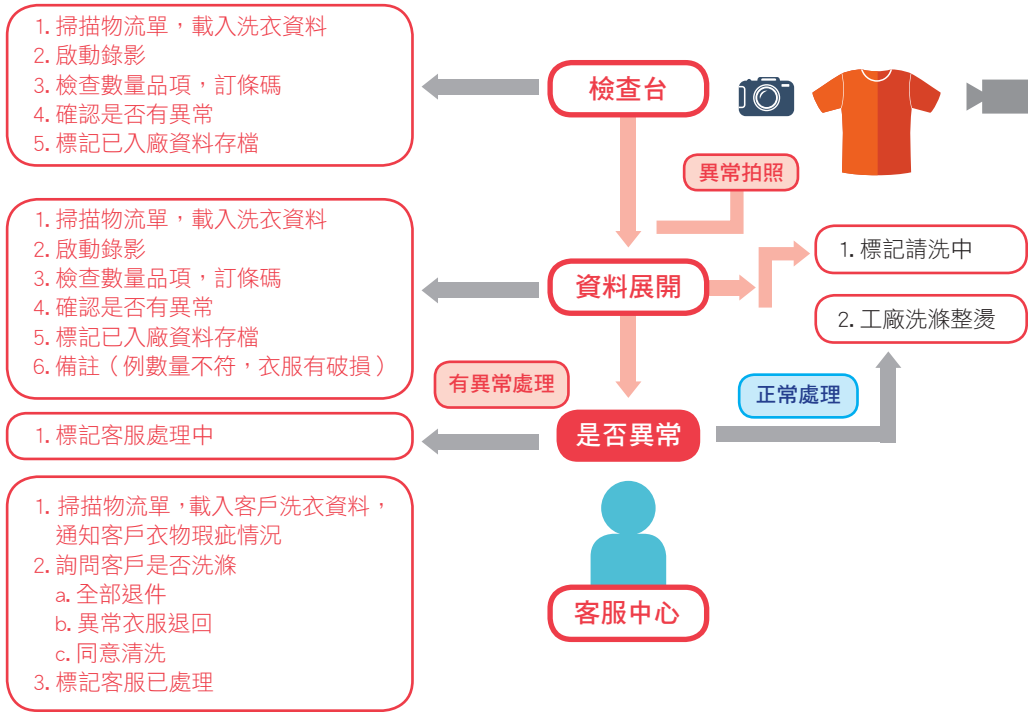 1. 掃描物流單，載入洗衣資料
2. 啟動錄影
3. 檢查數量品項，訂條碼
4. 確認是否有異常
5. 標記已入廠資料存檔
檢查台
異常拍照
1. 掃描物流單，載入洗衣資料
2. 啟動錄影
3. 檢查數量品項，訂條碼
4. 確認是否有異常
5. 標記已入廠資料存檔
6. 備註（例數量不符，衣服有破損）
資料展開
1. 標記請洗中
2. 工廠洗滌整燙
有異常處理
正常處理
1. 標記客服處理中
是否異常
1. 掃描物流單，載入客戶洗衣資料，
通知客戶衣物瑕疵情況
2. 詢問客戶是否洗滌
a. 全部退件
b. 異常衣服退回
c. 同意清洗
3. 標記客服已處理
客服中心